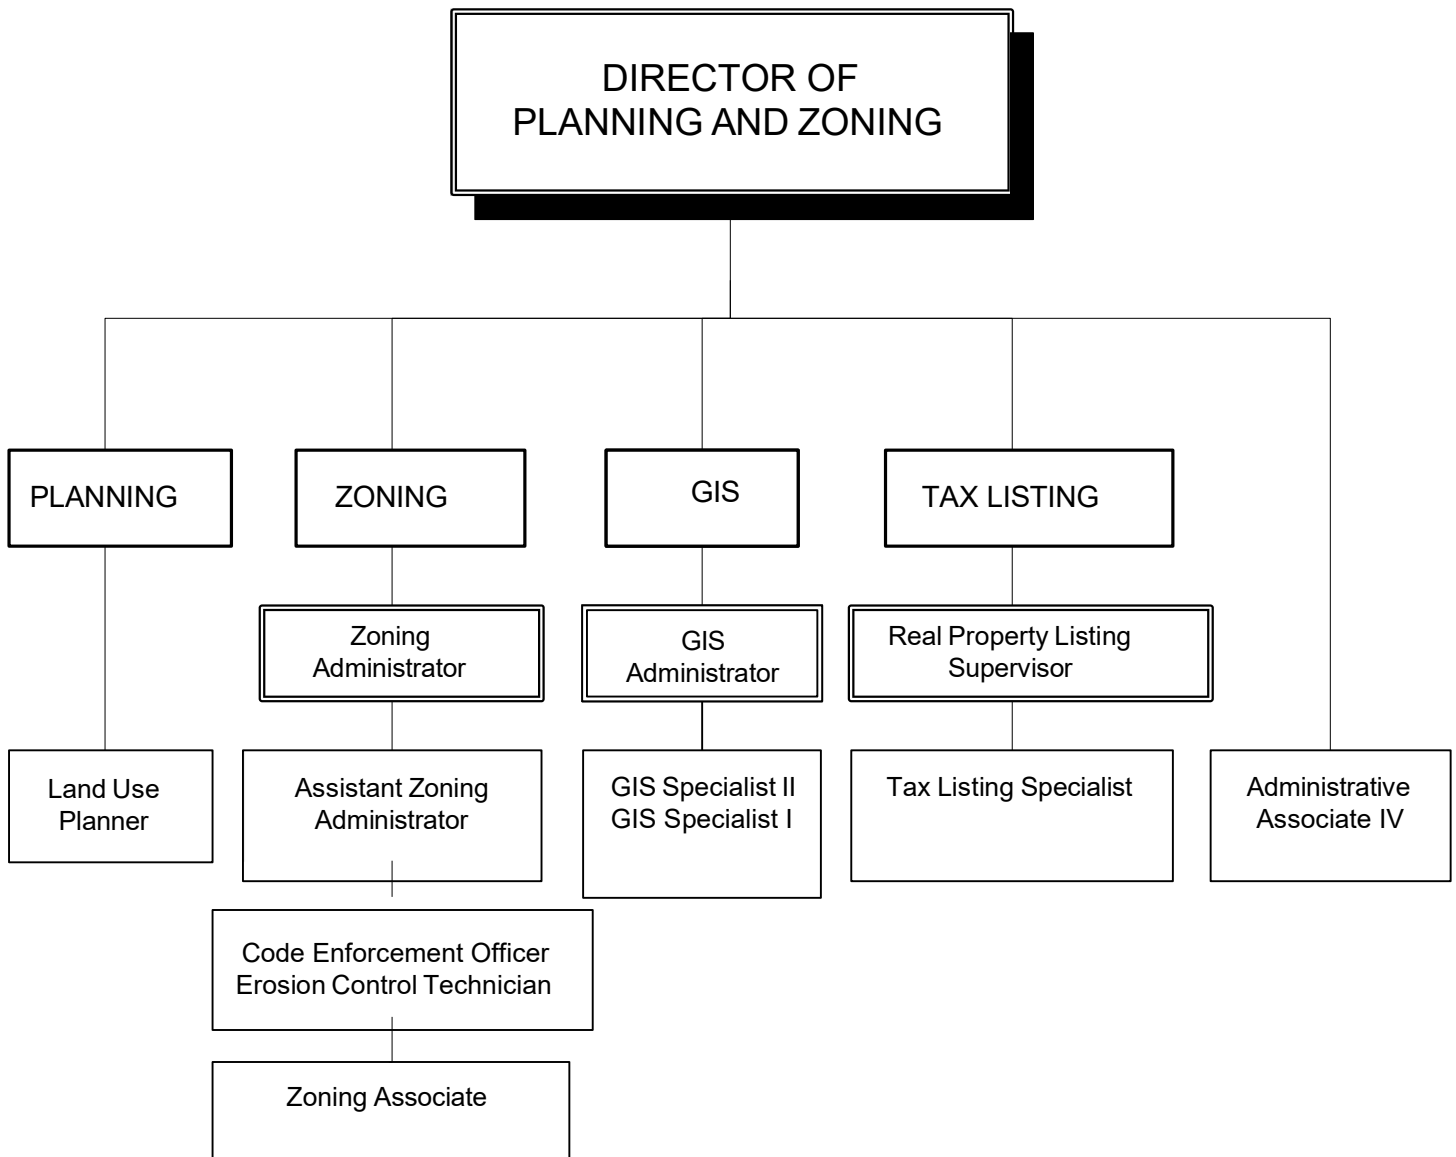 DIRECTOR OF
PLANNING AND ZONING
PLANNING
ZONING
GIS
TAX LISTING
Zoning
Administrator
GIS
Administrator
Real Property Listing
Supervisor
Land Use
Planner
Assistant Zoning
Administrator
GIS Specialist II
GIS Specialist I
Tax Listing Specialist
Administrative
Associate IV
Code Enforcement Officer
Erosion Control Technician
Zoning Associate